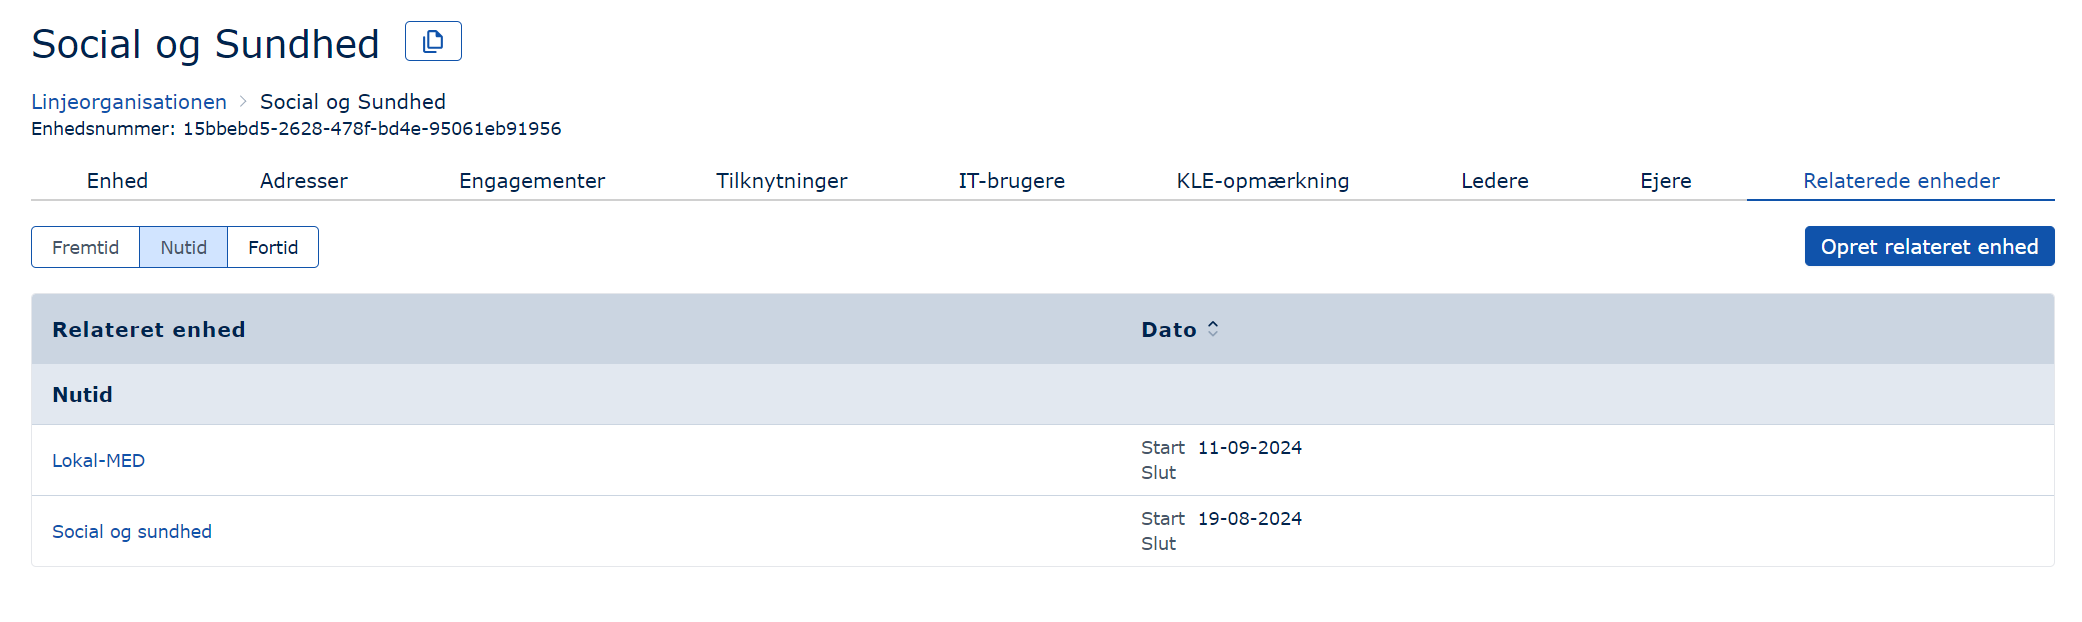 Social og Sundhed
Linjeorganisationen > Social og Sundhed
Enhedsnummer: 15bbebd5-2628-478f-bd4e-95061eb91956
Enhed Adresser Engagementer Tilknytninger IT-brugere KLE-opmærkning Ledere Ejere Relaterede enheder
Fremtid Nutid Fortid Opret relateret enhed
Relateret enhed Dato
Nutid
Lokal-MED Start 11-09-2024
Slut
Social og sundhed Start 19-08-2024
Slut